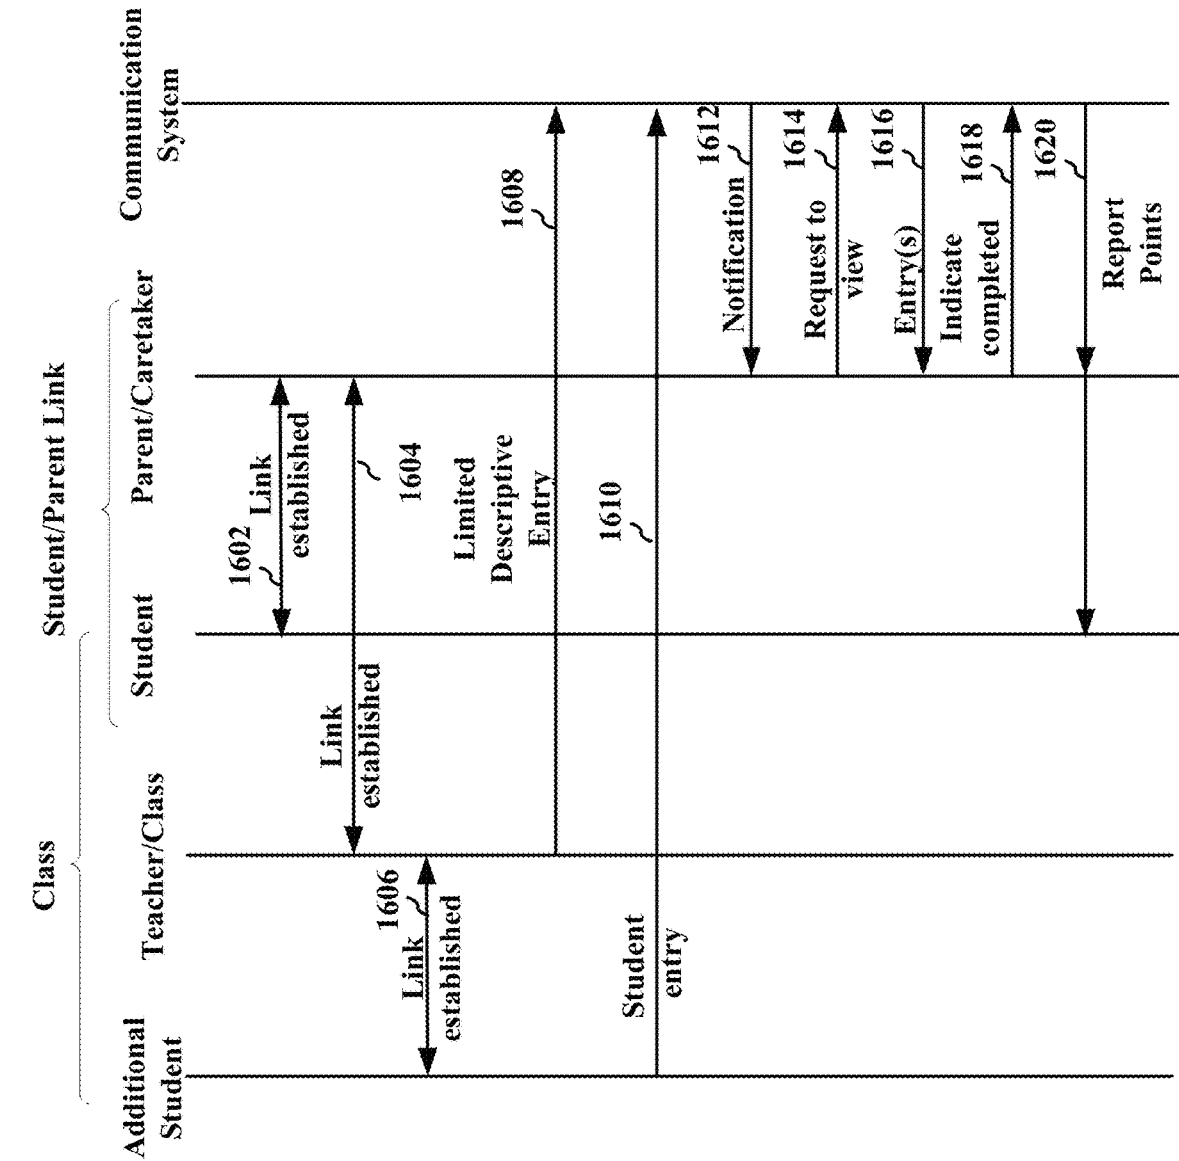 Class
Student/Parent Link
Additional
Student
Teacher/Class
Student
Parent/Caretaker
Communication
System
1602
Link
established
Link
established
1604
1606
Link
established
Limited
Descriptive
Entry
1608
Student
entry
1610
Notification
1612
Request to
view
1614
Entry(s)
1616
Indicate
completed
1618
1620
Report
Points